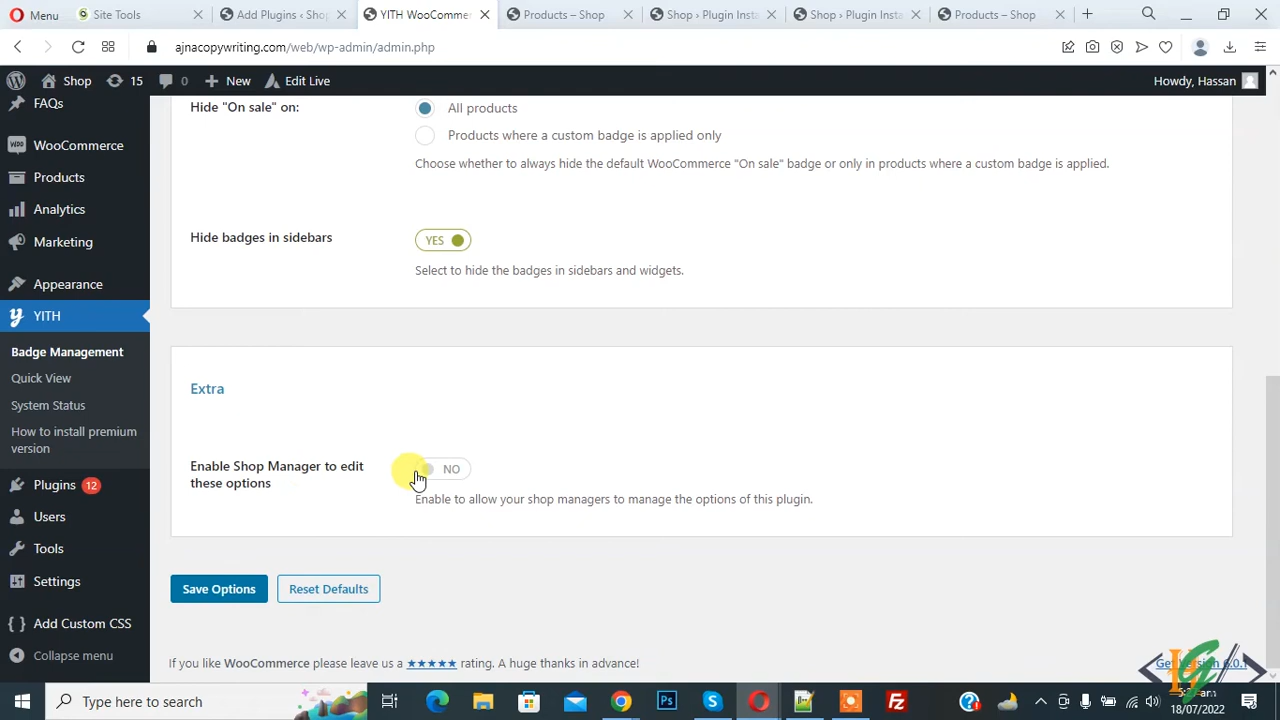 Menu
Site Tools
Add Plugins ‹ Shop
YITH WooComme
Products – Shop
Shop › Plugin Insta
Shop › Plugin Insta
Products – Shop
ajnacopywriting.com/web/wp-admin/admin.php
Shop
15
0
New
Edit Live
Howdy, Hassan
FAQs
WooCommerce
Products
Analytics
Marketing
Appearance
YITH
Badge Management
Quick View
System Status
How to install premium
version
Plugins 12
Users
Tools
Settings
Add Custom CSS
Collapse menu
Hide "On sale" on:
All products
Products where a custom badge is applied only
Choose whether to always hide the default WooCommerce "On sale" badge or only in products where a custom badge is applied.
Hide badges in sidebars
YES
Select to hide the badges in sidebars and widgets.
Extra
Enable Shop Manager to edit
these options
NO
Enable to allow your shop managers to manage the options of this plugin.
Save Options
Reset Defaults
If you like WooCommerce please leave us a ★★★★★ rating. A huge thanks in advance!
Type here to search
18/07/2022